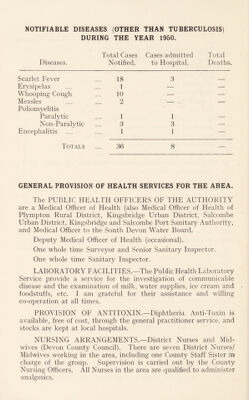 NOTIFIABLE DISEASES (OTHER THAN TUBERCULOSIS)
DURING THE YEAR 1950.
Total Cases Cases admitted Total
Diseases. Notified. to Hospital. Deaths.
Scarlet Fever ... 18 3 —
Erysipelas ... 1 — —
Whooping Cough ... 10 — —
Measles ... 2 — —
Poliomyelitis
Paralytic ... 1 1 —
Non-Paralytic ... 3 3 —
Encephalitis ... 1 1 —
TOTALS ... 36 8 —
GENERAL PROVISION OF HEALTH SERVICES FOR THE AREA.
The PUBLIC HEALTH OFFICERS OF THE AUTHORITY
are a Medical Officer of Health (also Medical Officer of Health of
Plympton Rural District, Kingsbridge Urban District, Salcombe
Urban District, Kingsbridge and Salcombe Port Sanitary Authority,
and Medical Officer to the South Devon Water Board.
Deputy Medical Officer of Health (occasional).
One whole time Surveyor and Senior Sanitary Inspector.
One whole time Sanitary Inspector.
LABORATORY FACILITIES.—The Public Health Laboratory
Service provide a service for the investigation of communicable
disease and the examination of milk, water supplies, ice cream and
foodstuffs, etc. I am grateful for their assistance and willing
co-operation at all times.
PROVISION OF ANTITOXIN.—Diphtheria Anti-Toxin is
available, free of cost, through the general practitioner service, and
stocks are kept at local hospitals.
NURSING ARRANGEMENTS.—District Nurses and Mid-
wives (Devon County Council). There are seven District Nurses/
Midwives working in the area, including one County Staff Sister in
charge of the group. Supervision is carried out by the County
Nursing Officers. All Nurses in the area are qualified to administer
analgesics.